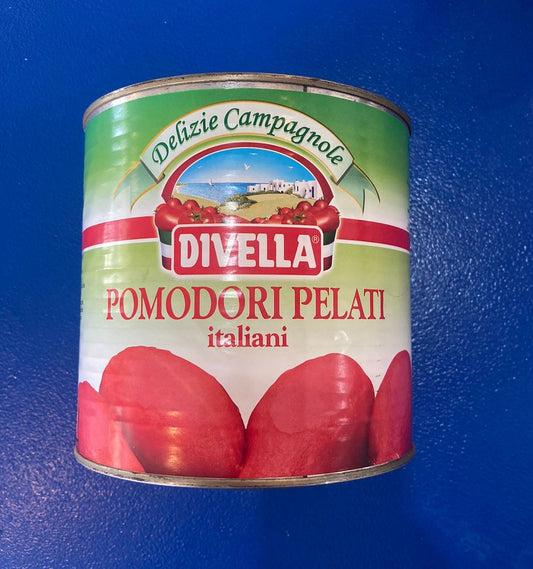 Delizie Campagnole
DIVELLA®
POMODORI PELATI
italiani